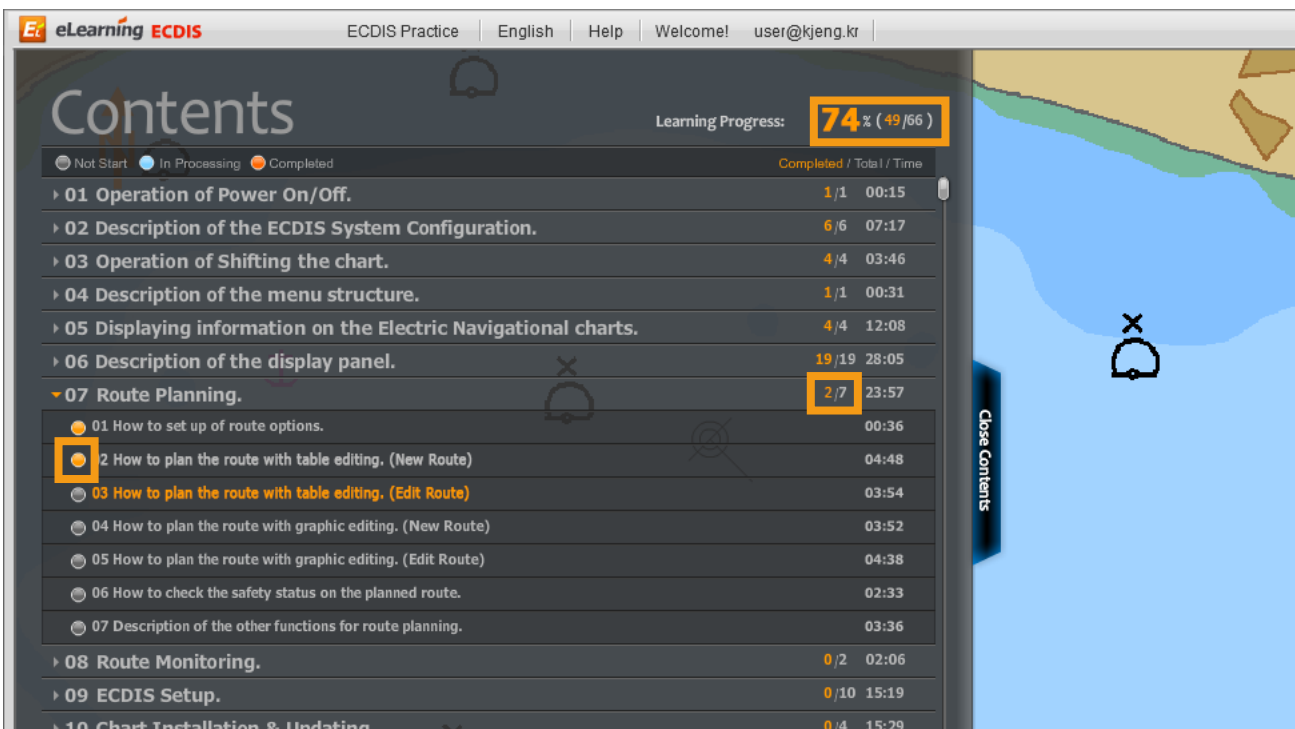 eLearning ECDIS ECDIS Practice English Help Welcome! user@kjeng.kr
Contents
Learning Progress: 74% (49/66)
Not Start In Processing Completed Completed / Total / Time
01 Operation of Power On/Off. 1/1 00:15
02 Description of the ECDIS System Configuration. 6/6 07:17
03 Operation of Shifting the chart. 4/4 03:46
04 Description of the menu structure. 1/1 00:31
05 Displaying information on the Electric Navigational charts. 4/4 12:08
06 Description of the display panel. 19/19 28:05
07 Route Planning. 2/7 23:57
01 How to set up of route options. 00:36
02 How to plan the route with table editing. (New Route) 04:48
03 How to plan the route with table editing. (Edit Route) 03:54
04 How to plan the route with graphic editing. (New Route) 03:52
05 How to plan the route with graphic editing. (Edit Route) 04:38
06 How to check the safety status on the planned route. 02:33
07 Description of the other functions for route planning. 03:36
08 Route Monitoring. 0/2 02:06
09 ECDIS Setup. 0/10 15:19
10 Chart Installation & Updating 0/4 15:29
Close Contents